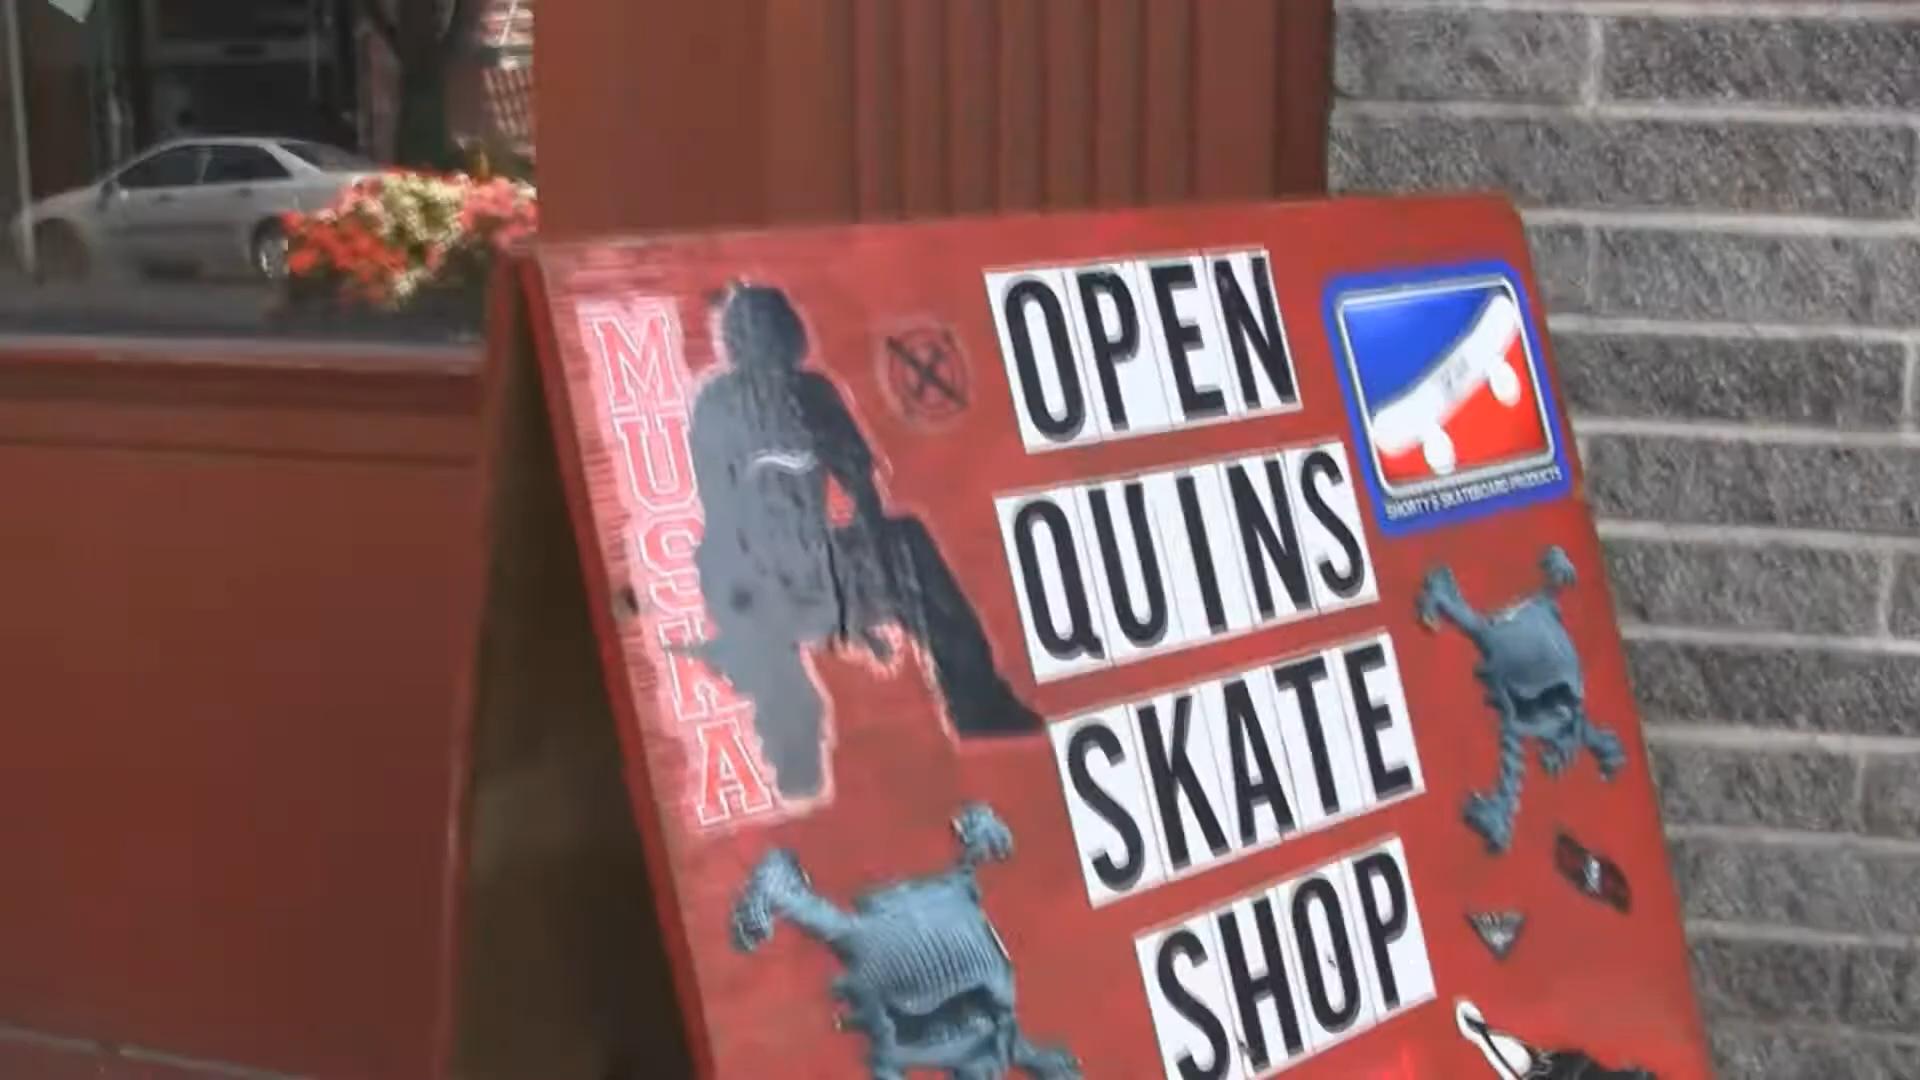 MUSKA
OPEN
QUINS
SKATE
SHOP
SHORTY'S SKATEBOARD PRODUCTS